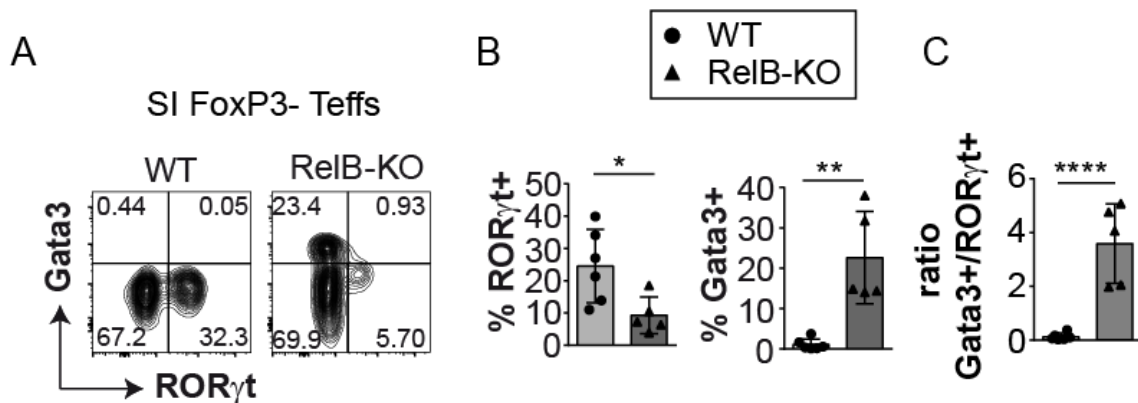 A
SI FoxP3- Teffs
WT
RelB-KO
Gata3
0.44
0.05
67.2
32.3
23.4
0.93
69.9
5.70
RORγt
B
WT
RelB-KO
% RORγt+
50
40
30
20
10
0
*
% Gata3+
40
30
20
10
0
**
C
ratio
Gata3+/RORγt+
6
4
2
0
****